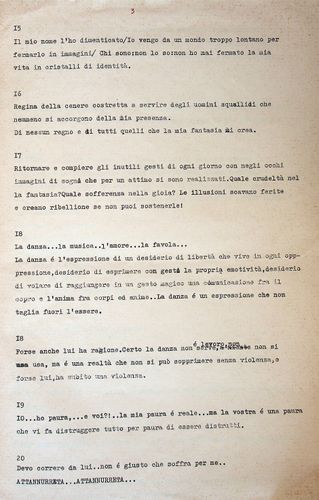 3
I5
Il mio nome l'ho dimenticato/Io vengo da un mondo troppo lontano per
fermarlo in immagini/ Chi sono:non lo so:non ho mai fermato la mia
vita in cristalli di identità.
I6
Regina della cenere costretta a servire degli uomini squallidi che
nemmeno si accorgono della mia presenza.
Di nessun regno e di tutti quelli che la mia fantasia mi crea.
I7
Ritornare e compiere gli inutili gesti di ogni giorno con negli occhi
immagini di sogni che per un attimo si sono realizzati.Quale crudeltà nel
la fantasia?Quale sofferenza nella gioia? Le illusioni scavano ferite
e creano ribellione se non puoi sostenerle!
I8
La danza...la musica..l'amore...la favola...
La danza é l'espressione di un desiderio di libertà che vive in ogni op-
pressione,desiderio di esprimere con gesti la propria emotività,desiderio
di volare di raggiungere in un gesto magico una comunicazione fra il
corpo e l'anima fra corpi ed anime..La danza é un espressione che non
taglia fuori l'essere.
I8
é lavoro,non
Forse anche lui ha ragione.Certo la danza non serve, non si
usa, ma é una realtà che non si può sopprimere senza violenza,e
forse lui,ha subito una violenza.
I9
IO...ho paura,...e voi?!..la mia paura é reale...ma la vostra é una paura
che vi fa distruggere tutto per paura di essere distrutti.
20
Devo correre da lui..non é giusto che soffra per me..
ATTANNURRETA...ATTANNURRETA...